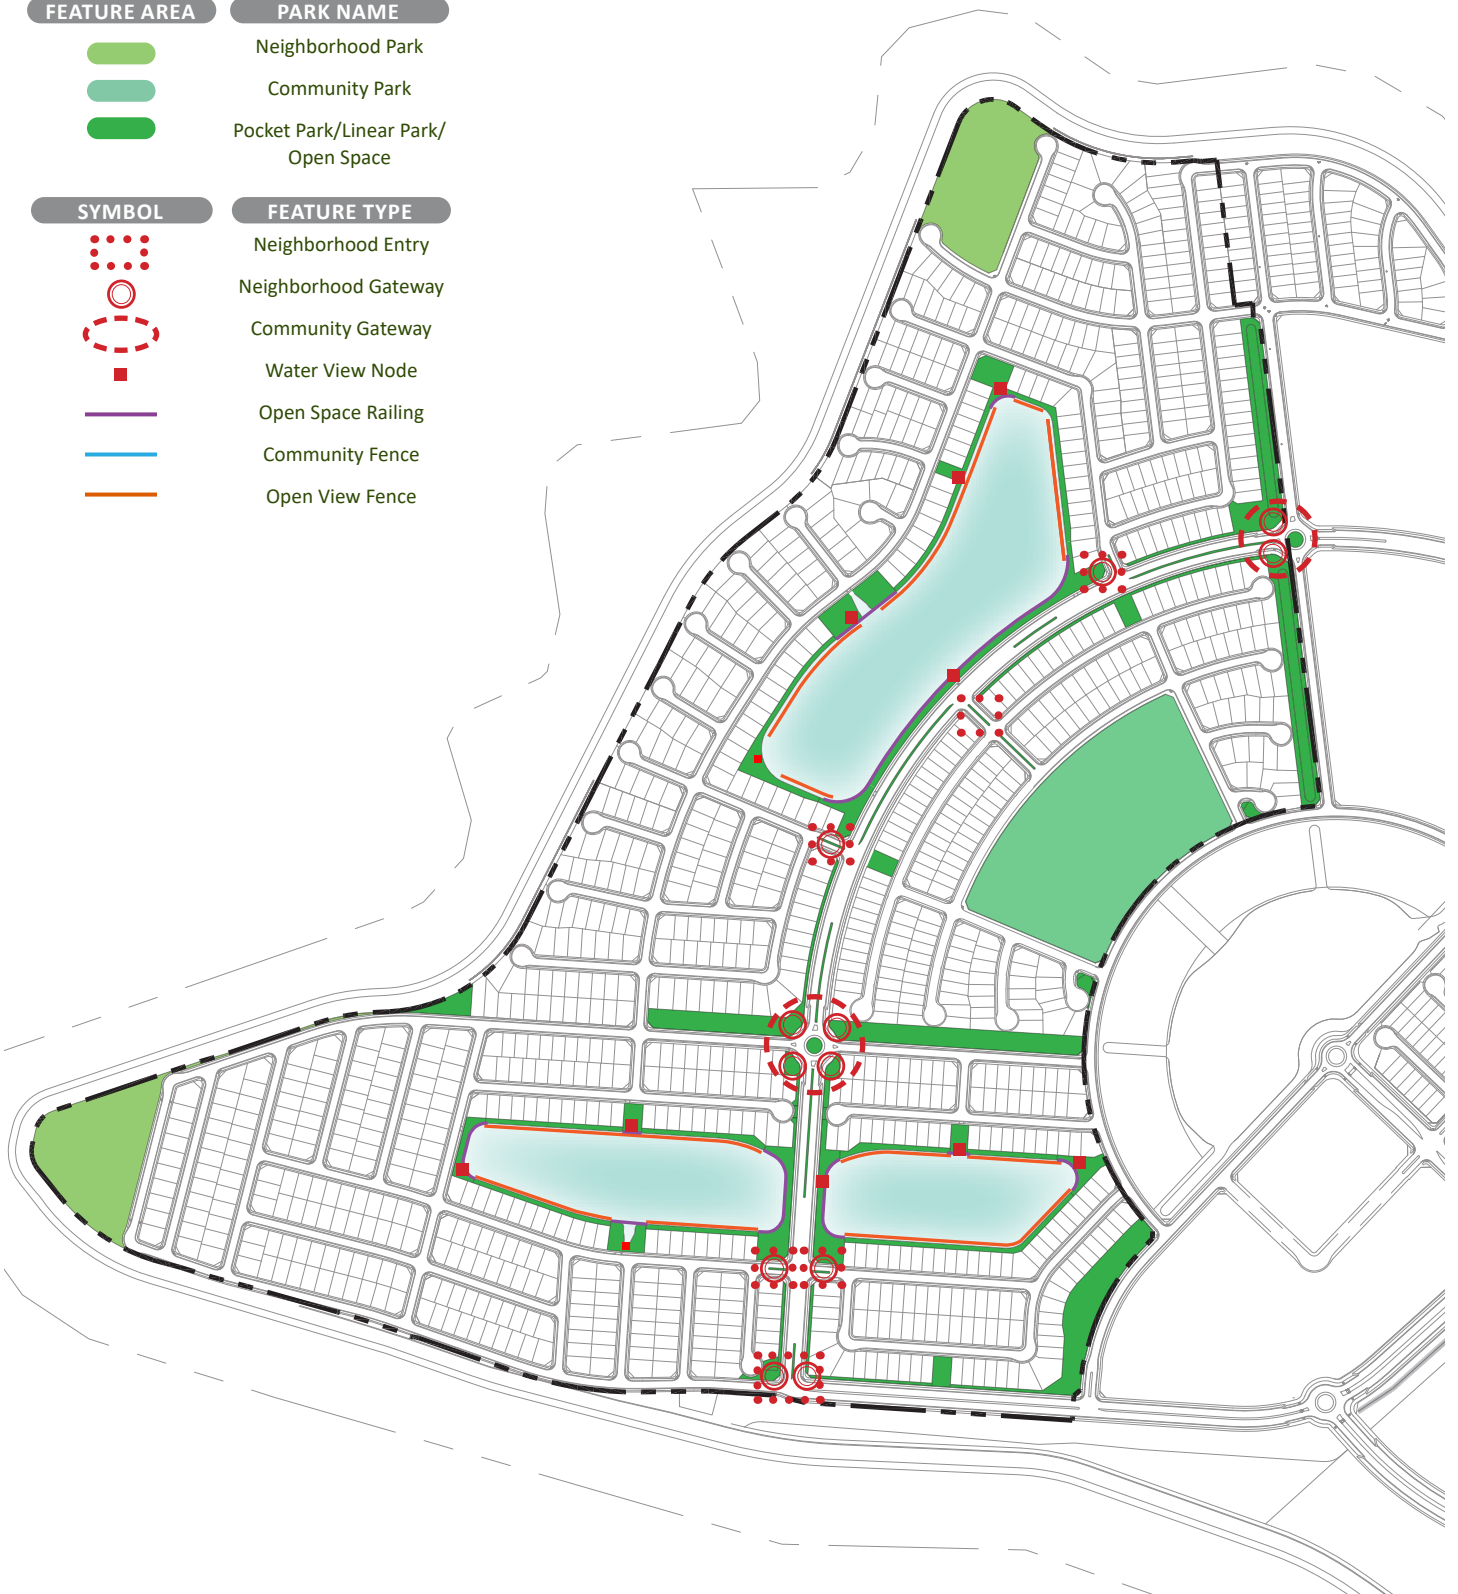 FEATURE AREA PARK NAME
Neighborhood Park
Community Park
Pocket Park/Linear Park/
Open Space
SYMBOL FEATURE TYPE
Neighborhood Entry
Neighborhood Gateway
Community Gateway
Water View Node
Open Space Railing
Community Fence
Open View Fence